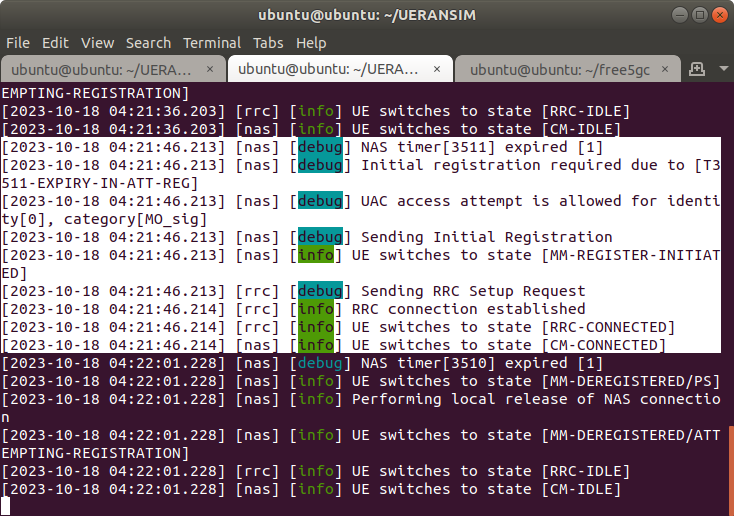 ubuntu@ubuntu: ~/UERANSIM
File Edit View Search Terminal Tabs Help
ubuntu@ubuntu: ~/UERA... × ubuntu@ubuntu: ~/UERA... × ubuntu@ubuntu: ~/free5gc ×
EMPTING-REGISTRATION]
[2023-10-18 04:21:36.203] [rrc] [info] UE switches to state [RRC-IDLE]
[2023-10-18 04:21:36.203] [nas] [info] UE switches to state [CM-IDLE]
[2023-10-18 04:21:46.213] [nas] [debug] NAS timer[3511] expired [1]
[2023-10-18 04:21:46.213] [nas] [debug] Initial registration required due to [T3
511-EXPIRY-IN-ATT-REG]
[2023-10-18 04:21:46.213] [nas] [debug] UAC access attempt is allowed for identi
ty[0], category[MO_sig]
[2023-10-18 04:21:46.213] [nas] [debug] Sending Initial Registration
[2023-10-18 04:21:46.213] [nas] [info] UE switches to state [MM-REGISTER-INITIAT
ED]
[2023-10-18 04:21:46.213] [rrc] [debug] Sending RRC Setup Request
[2023-10-18 04:21:46.214] [rrc] [info] RRC connection established
[2023-10-18 04:21:46.214] [rrc] [info] UE switches to state [RRC-CONNECTED]
[2023-10-18 04:21:46.214] [nas] [info] UE switches to state [CM-CONNECTED]
[2023-10-18 04:22:01.228] [nas] [debug] NAS timer[3510] expired [1]
[2023-10-18 04:22:01.228] [nas] [info] UE switches to state [MM-DEREGISTERED/PS]
[2023-10-18 04:22:01.228] [nas] [info] Performing local release of NAS connectio
n
[2023-10-18 04:22:01.228] [nas] [info] UE switches to state [MM-DEREGISTERED/ATT
EMPTING-REGISTRATION]
[2023-10-18 04:22:01.228] [rrc] [info] UE switches to state [RRC-IDLE]
[2023-10-18 04:22:01.228] [nas] [info] UE switches to state [CM-IDLE]